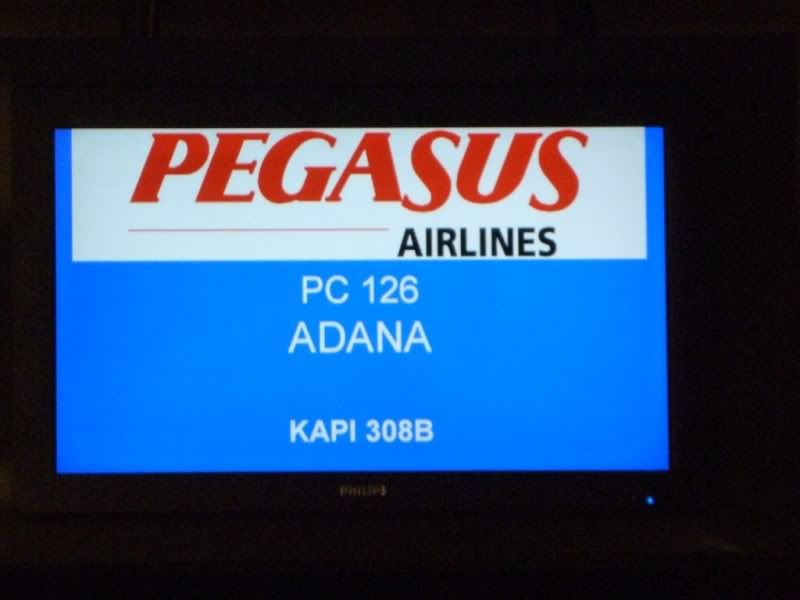 PEGASUS
AIRLINES
PC 126
ADANA
KAPI 308B
PHILIPS